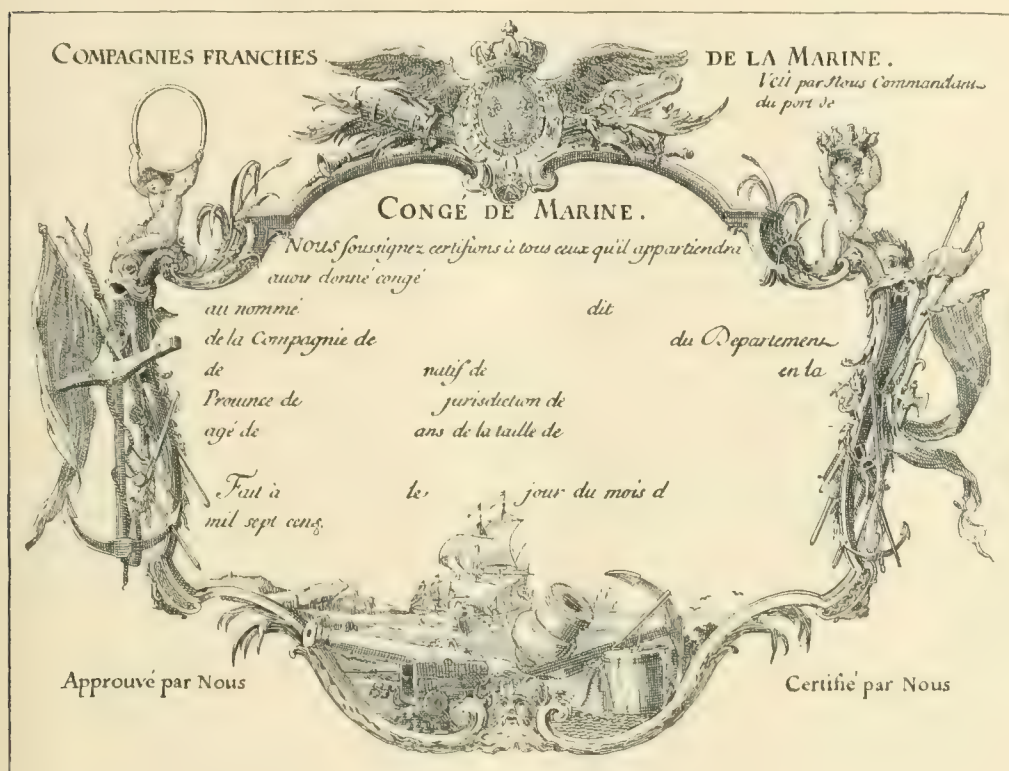 COMPAGNIES FRANCHES DE LA MARINE.
Veü par Nous Commandant
du port de
CONGÉ DE MARINE.
NOUS soussignez certifions à tous ceux qu'il appartiendra
auoir donné congé
au nommé dit
de la Compagnie de du Departement
de natif de en la
Prouince de jurisdiction de
agé de ans de la taille de
Fait à le jour du mois d
mil sept cens.
Approuvé par Nous Certifié par Nous